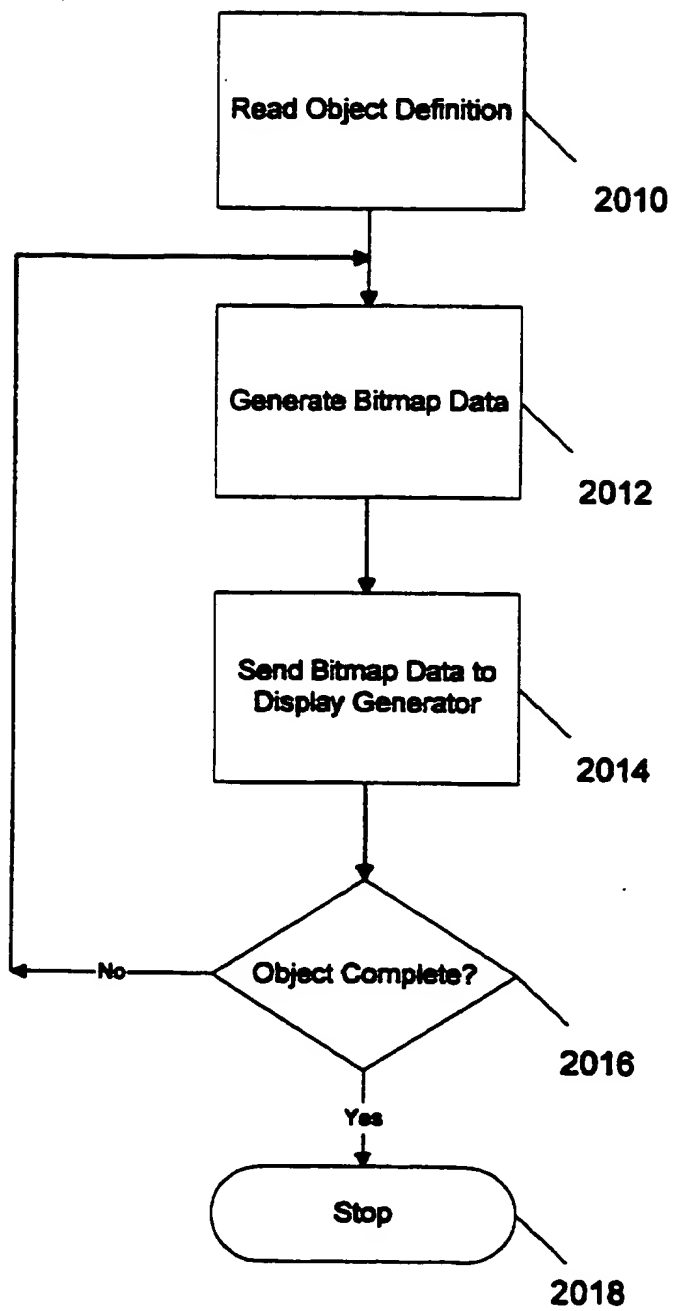 Read Object Definition
2010
Generate Bitmap Data
2012
Send Bitmap Data to
Display Generator
2014
No
Object Complete?
2016
Yes
Stop
2018